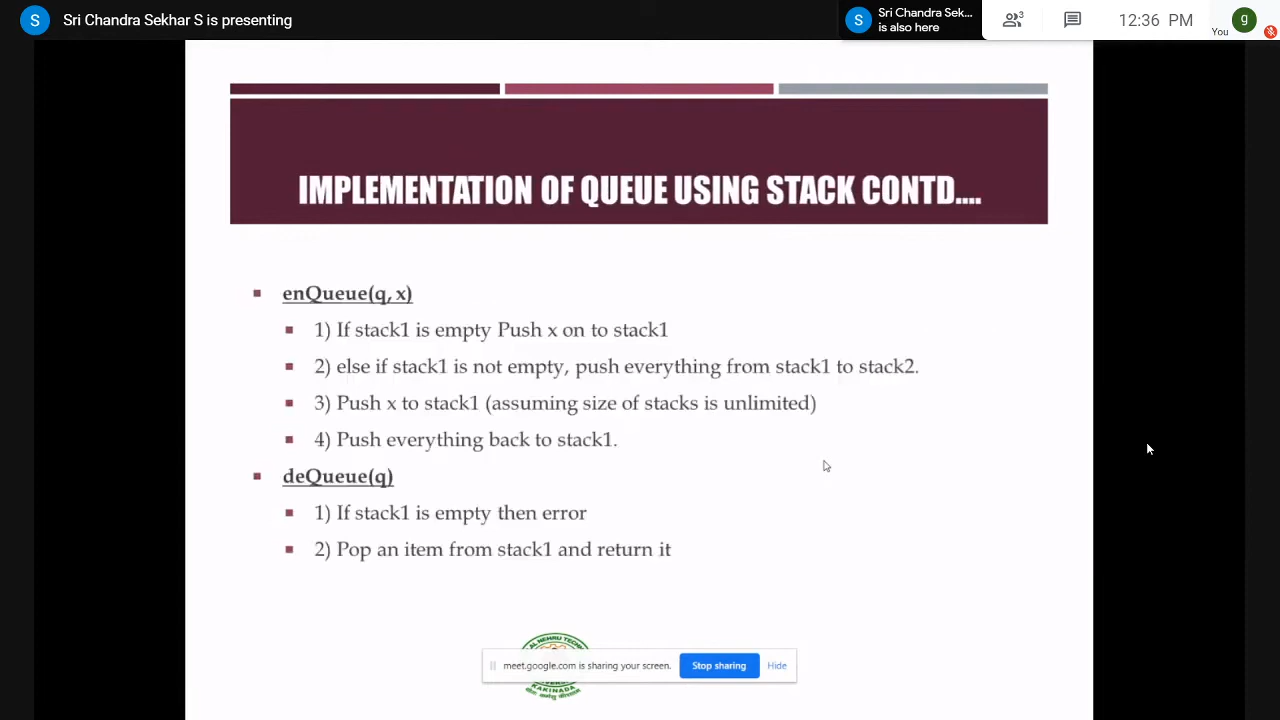 S Sri Chandra Sekhar S is presenting
S Sri Chandra Sek...
is also here
3
12:36 PM
You
g
IMPLEMENTATION OF QUEUE USING STACK CONTD....
enQueue(q, x)
1) If stack1 is empty Push x on to stack1
2) else if stack1 is not empty, push everything from stack1 to stack2.
3) Push x to stack1 (assuming size of stacks is unlimited)
4) Push everything back to stack1.
deQueue(q)
1) If stack1 is empty then error
2) Pop an item from stack1 and return it
meet.google.com is sharing your screen. Stop sharing Hide
KAKINADA